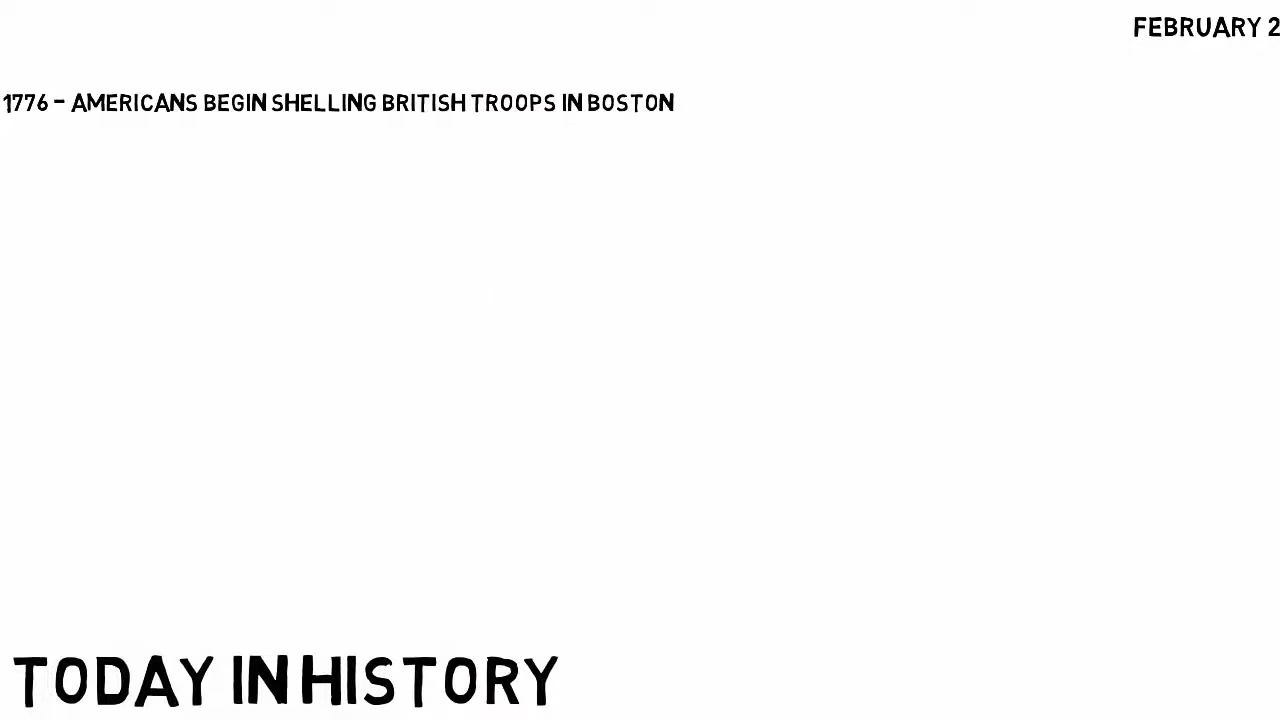 FEBRUARY 2
1776 - AMERICANS BEGIN SHELLING BRITISH TROOPS IN BOSTON
TODAY IN HISTORY